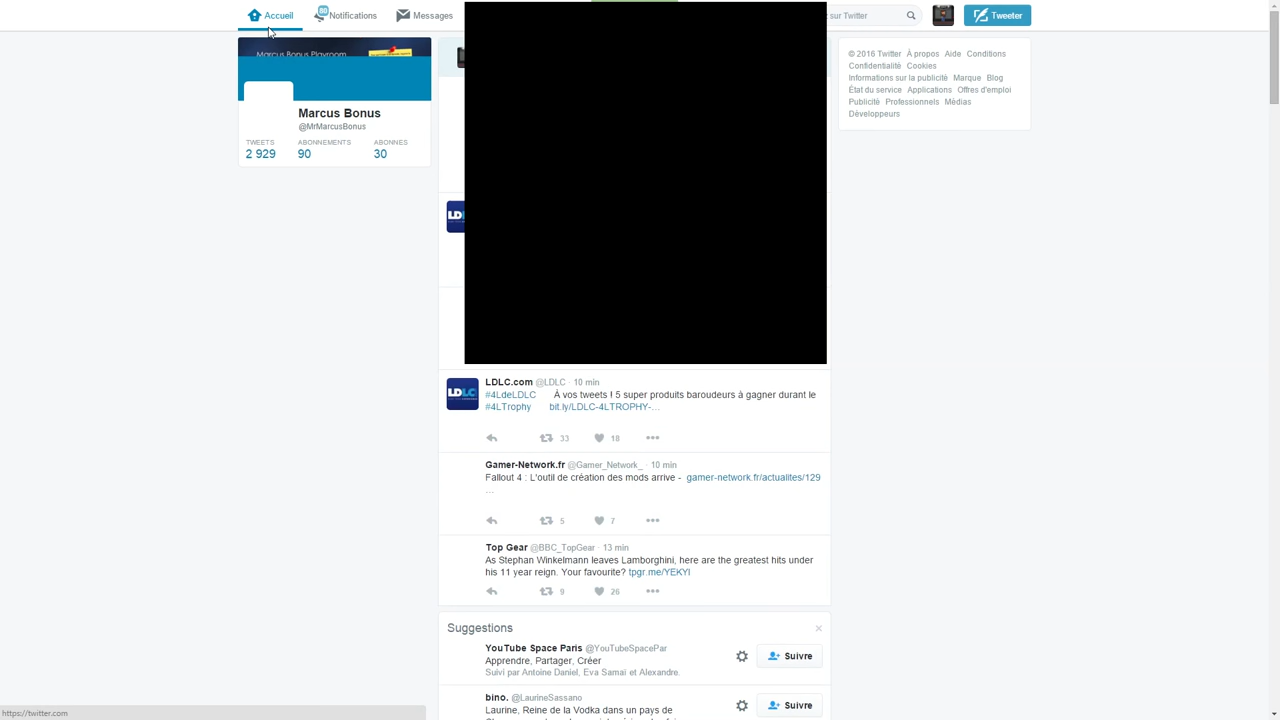 Accueil
80
Notifications
Messages
sur Twitter
Tweeter
Marcus Bonus Playroom
Marcus Bonus
@MrMarcusBonus
TWEETS
2 929
ABONNEMENTS
90
ABONNÉS
30
LD
LDLC
LDLC.com @LDLC · 10 min
#4LdeLDLC À vos tweets ! 5 super produits baroudeurs à gagner durant le
#4LTrophy bit.ly/LDLC-4LTROPHY-…
33
18
Gamer-Network.fr @Gamer_Network_ · 10 min
Fallout 4 : L'outil de création des mods arrive - gamer-network.fr/actualites/129
…
5
7
Top Gear @BBC_TopGear · 13 min
As Stephan Winkelmann leaves Lamborghini, here are the greatest hits under
his 11 year reign. Your favourite? tpgr.me/YEKYI
9
26
Suggestions
×
YouTube Space Paris @YouTubeSpacePar
Apprendre, Partager, Créer
Suivi par Antoine Daniel, Eva Samaï et Alexandre.
Suivre
bino. @LaurineSassano
Laurine, Reine de la Vodka dans un pays de
Suivre
© 2016 Twitter À propos Aide Conditions
Confidentialité Cookies
Informations sur la publicité Marque Blog
État du service Applications Offres d'emploi
Publicité Professionnels Médias
Développeurs
https://twitter.com